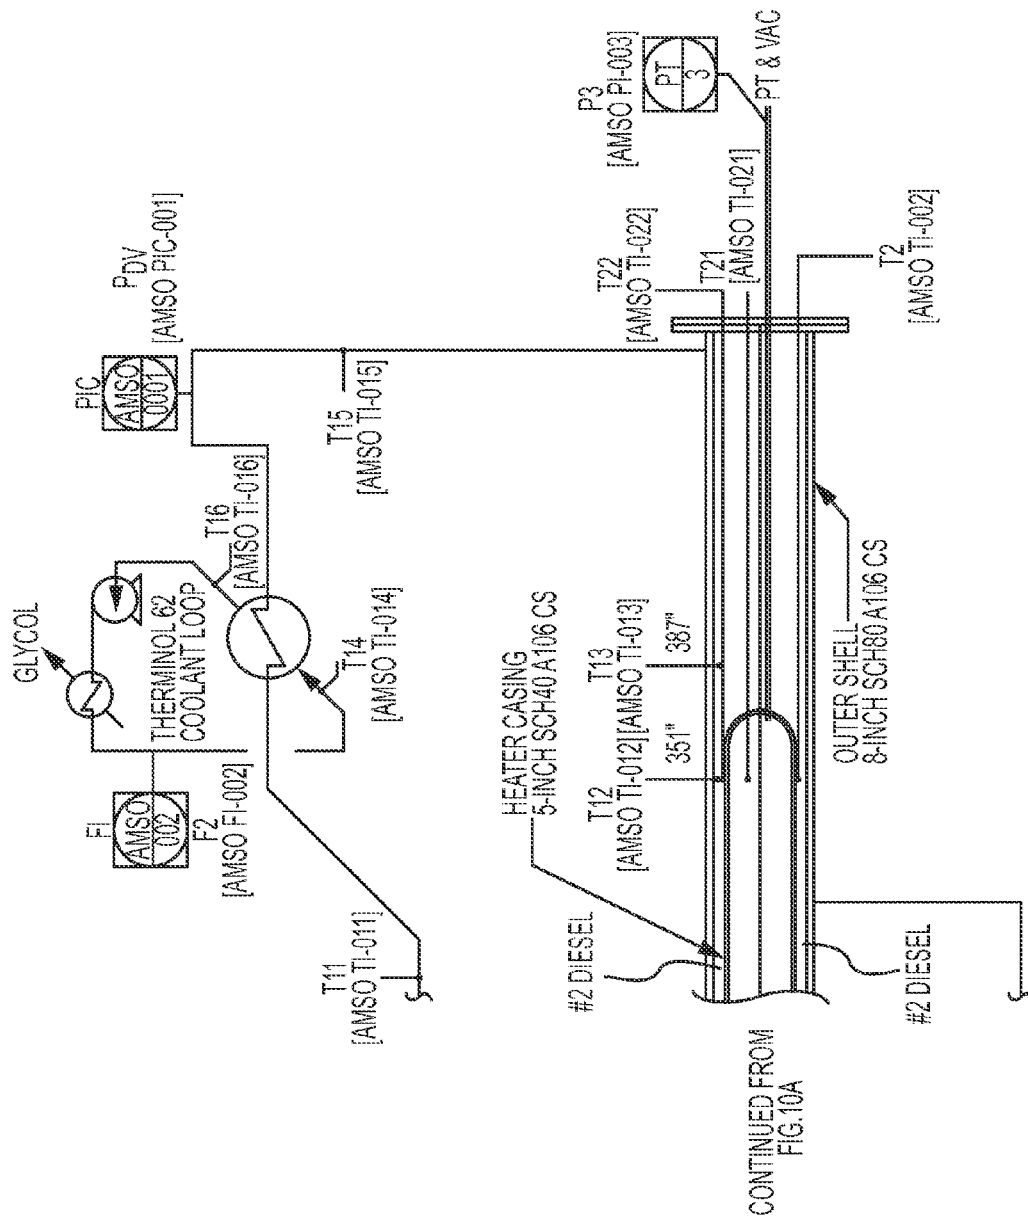 GLYCOL
THERMINOL 62
COOLANT LOOP
FI
AMSO
002
F2
[AMSO FI-002]
T16
[AMSO TI-016]
T14
[AMSO TI-014]
T11
[AMSO TI-011]
PIC
AMSO
0001
PDV
[AMSO PIC-001]
T15
[AMSO TI-015]
P3
[AMSO PI-003]
PT
3
PT & VAC
T22
[AMSO TI-022]
T21
[AMSO TI-021]
T2
[AMSO TI-002]
HEATER CASING
5-INCH SCH40 A106 CS
T12
[AMSO TI-012]
351"
T13
[AMSO TI-013]
387"
#2 DIESEL
#2 DIESEL
OUTER SHELL
8-INCH SCH80 A106 CS
CONTINUED FROM
FIG.10A